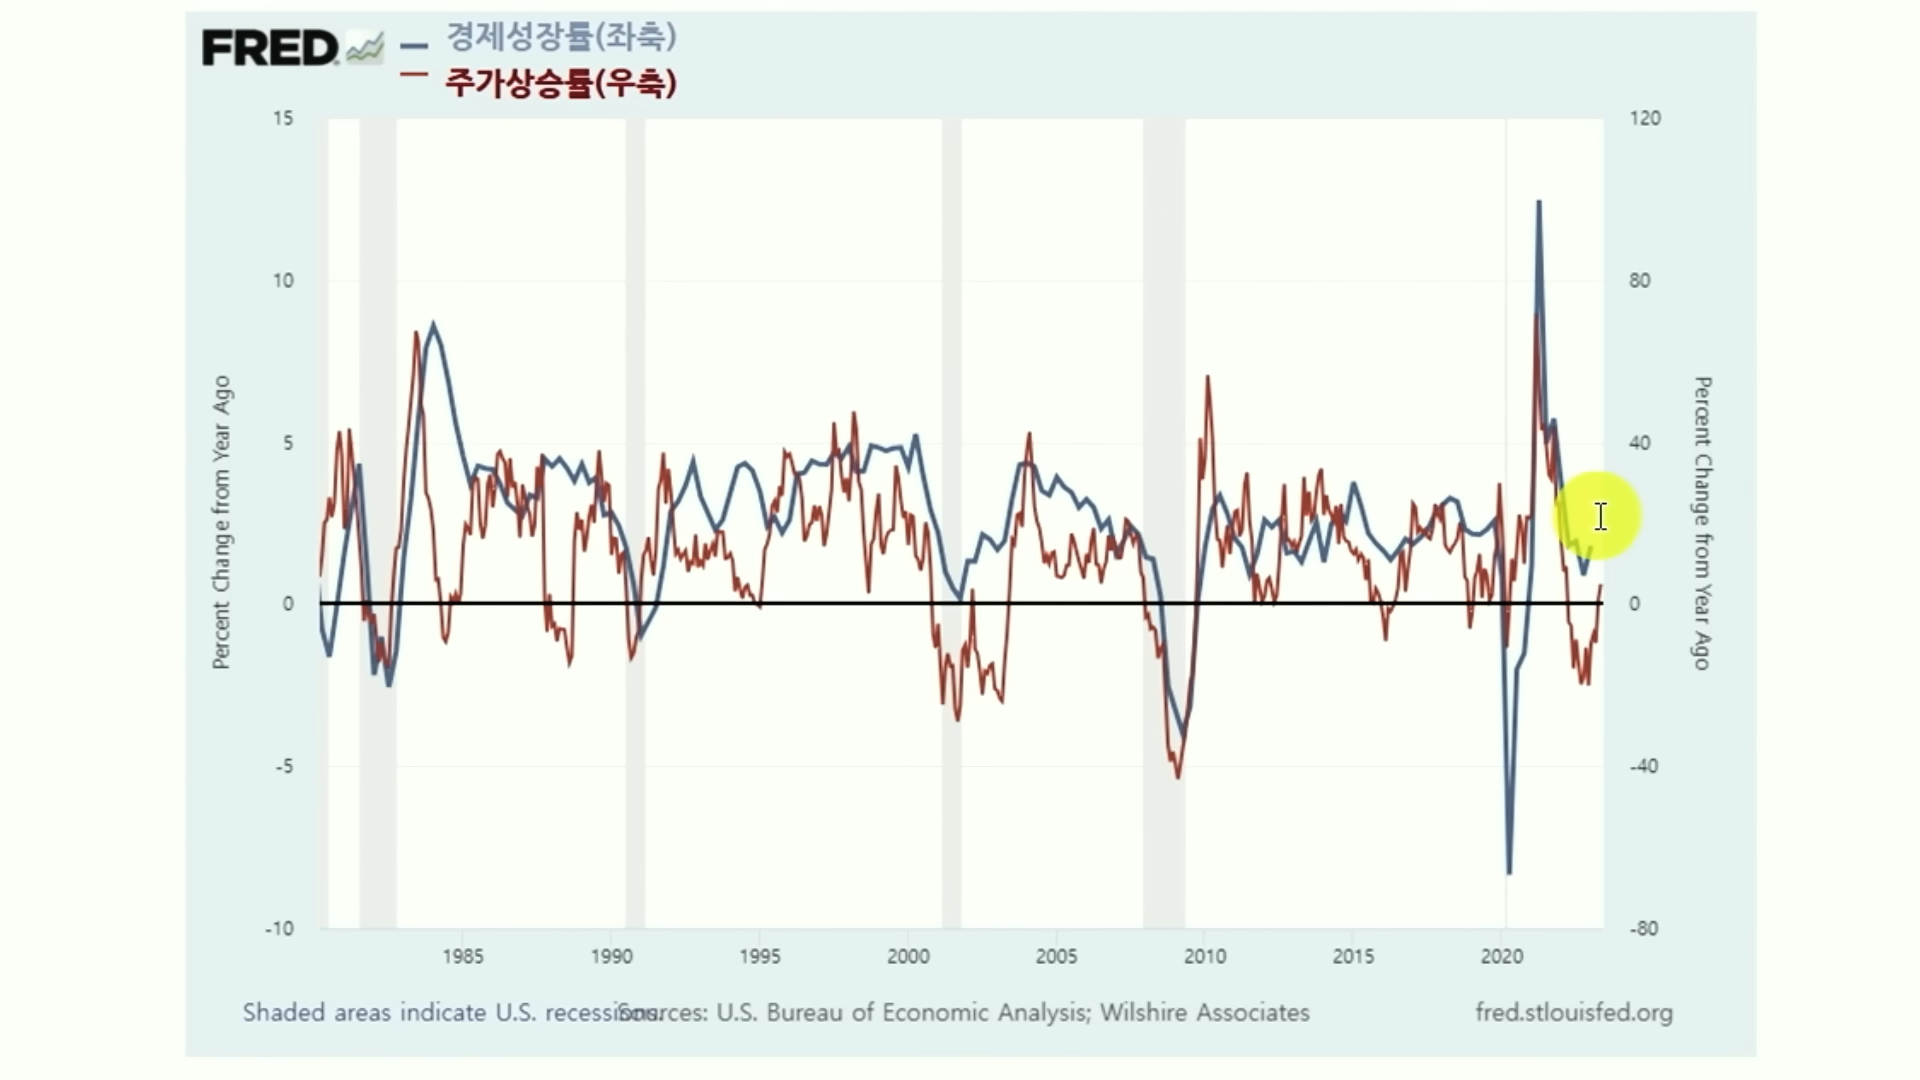 FRED
경제성장률(좌축)
주가상승률(우축)
15
10
5
0
-5
-10
120
80
40
0
-40
-80
Percent Change from Year Ago
Percent Change from Year Ago
1985 1990 1995 2000 2005 2010 2015 2020
Shaded areas indicate U.S. recessions.
Sources: U.S. Bureau of Economic Analysis; Wilshire Associates
fred.stlouisfed.org